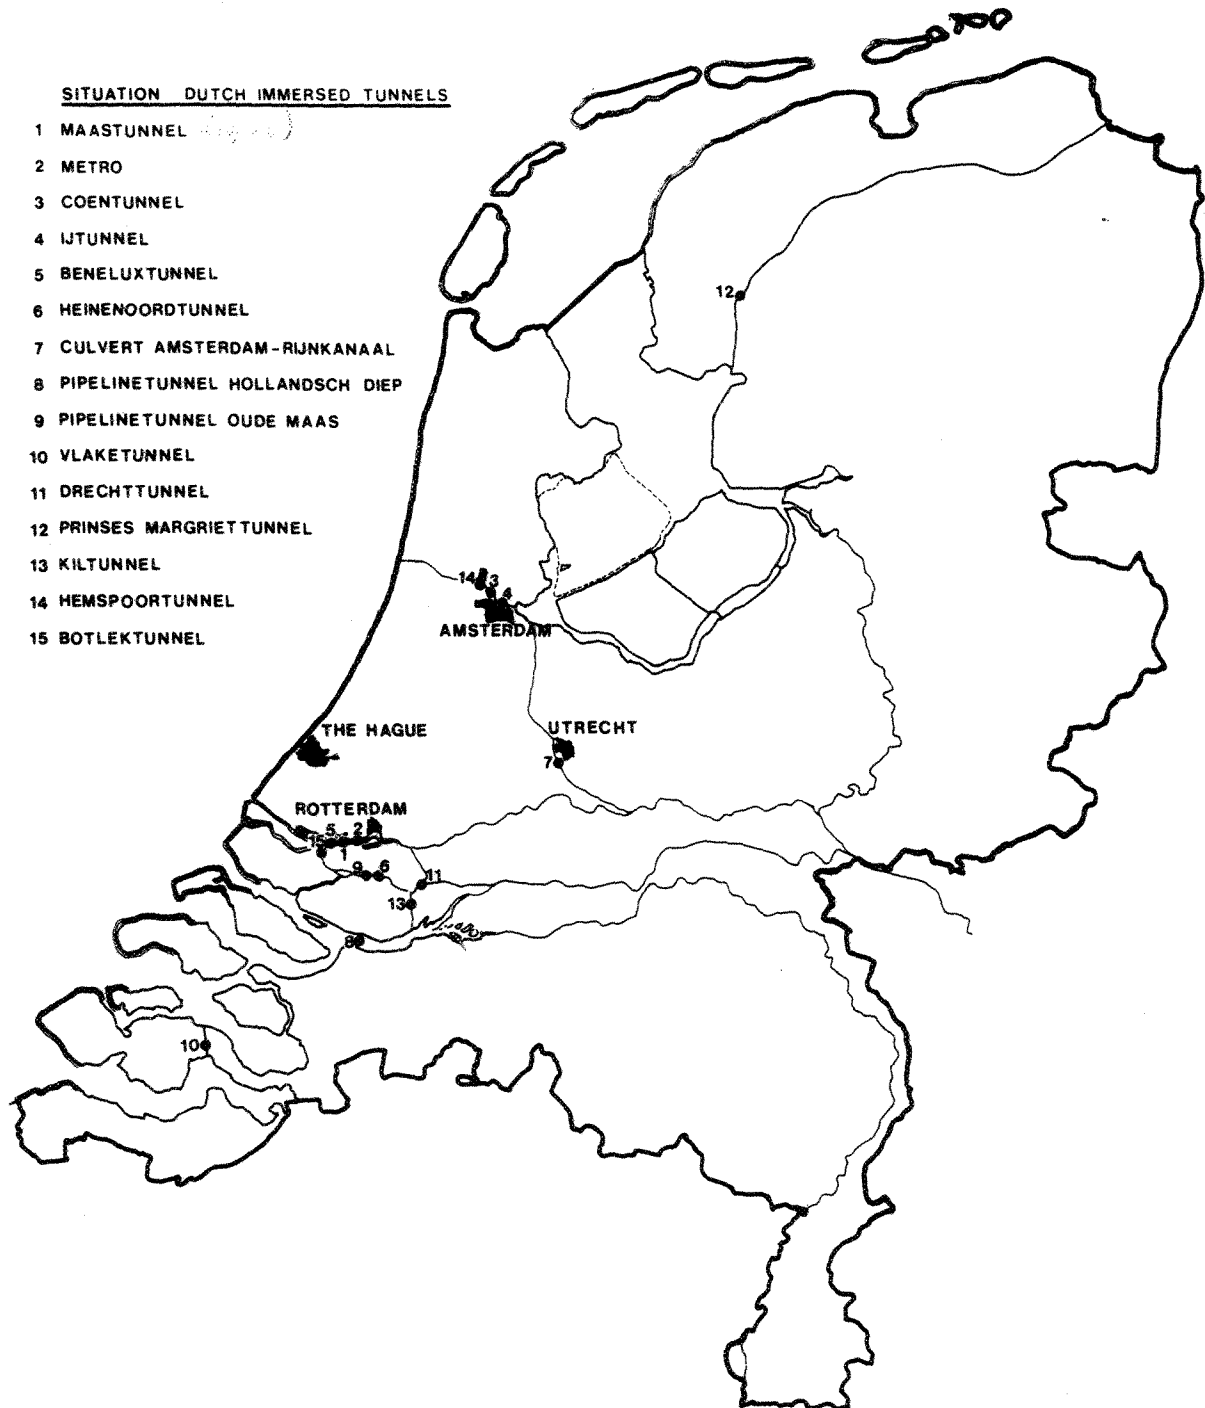 SITUATION DUTCH IMMERSED TUNNELS
1 MAASTUNNEL
2 METRO
3 COENTUNNEL
4 IJTUNNEL
5 BENELUXTUNNEL
6 HEINENOORDTUNNEL
7 CULVERT AMSTERDAM-RIJNKANAAL
8 PIPELINETUNNEL HOLLANDSCH DIEP
9 PIPELINETUNNEL OUDE MAAS
10 VLAKETUNNEL
11 DRECHTTUNNEL
12 PRINSES MARGRIETTUNNEL
13 KILTUNNEL
14 HEMSPOORTUNNEL
15 BOTLEKTUNNEL
12
14 3
4
AMSTERDAM
THE HAGUE
UTRECHT
7
ROTTERDAM
5 2
15 1
9 6 11
13
8
10